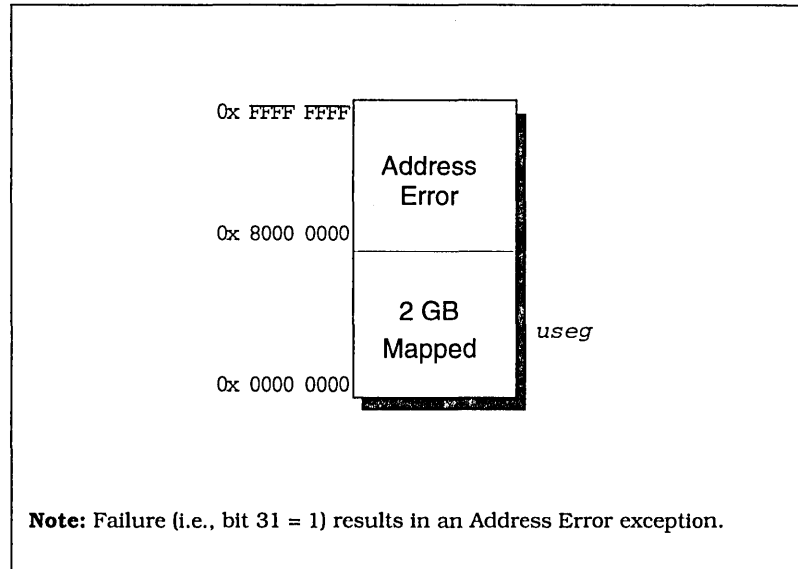 0x FFFF FFFF
Address
Error
0x 8000 0000
2 GB
Mapped
useg
0x 0000 0000
Note: Failure (i.e., bit 31 = 1) results in an Address Error exception.